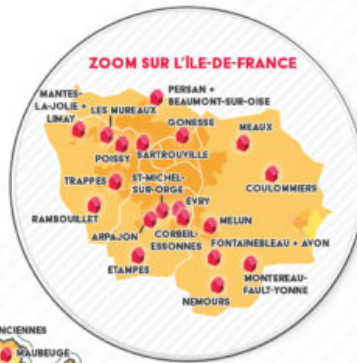 ZOOM SUR L'ÎLE-DE-FRANCE
PERSAN +
BEAUMONT-SUR-OISE
MANTES-
LA-JOLIE +
LIMAY
LES MUREAUX
GONESSE
MEAUX
POISSY
SARTROUVILLE
TRAPPES
ST-MICHEL-
SUR-ORGE
COULOMMIERS
RAMBOUILLET
EVRY
ARPAJON
CORBEIL-
ESSONNES
MELUN
ÉTAMPES
FONTAINEBLEAU + AVON
MONTEREAU-
FAULT-YONNE
NEMOURS
NCIENNES
MAUBEUGE